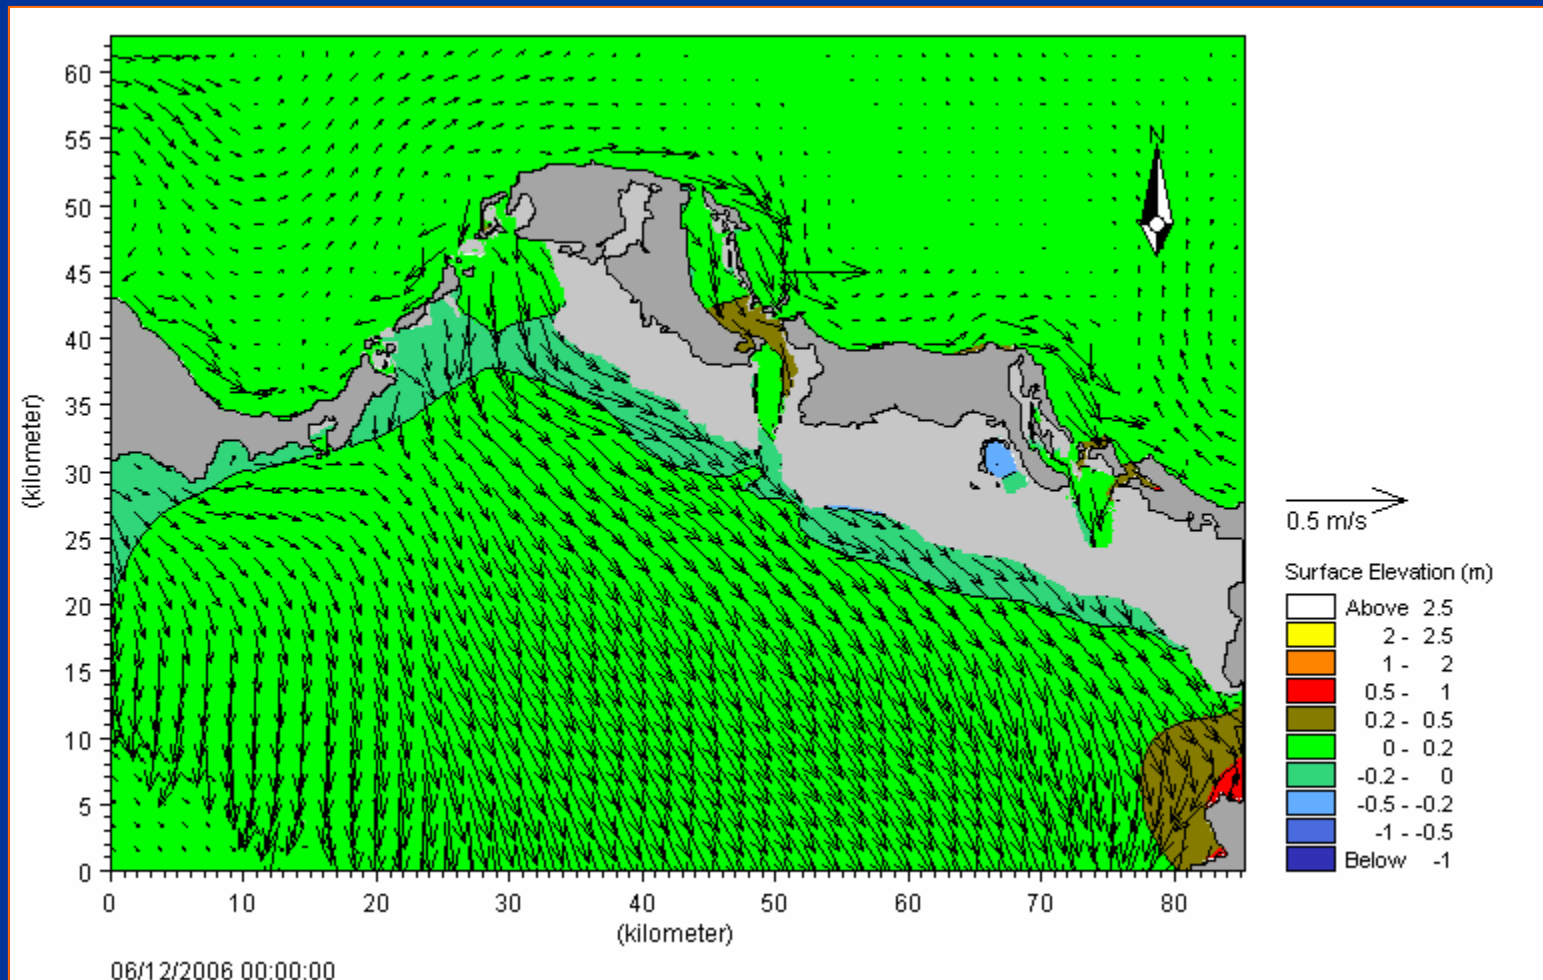 60
55
50
45
40
35
30
25
20
15
10
5
0
(kilometer)
0 10 20 30 40 50 60 70 80
(kilometer)
06/12/2006 00:00:00
N
0.5 m/s
Surface Elevation (m)
Above 2.5
2 - 2.5
1 - 2
0.5 - 1
0.2 - 0.5
0 - 0.2
-0.2 - 0
-0.5 - -0.2
-1 - -0.5
Below -1